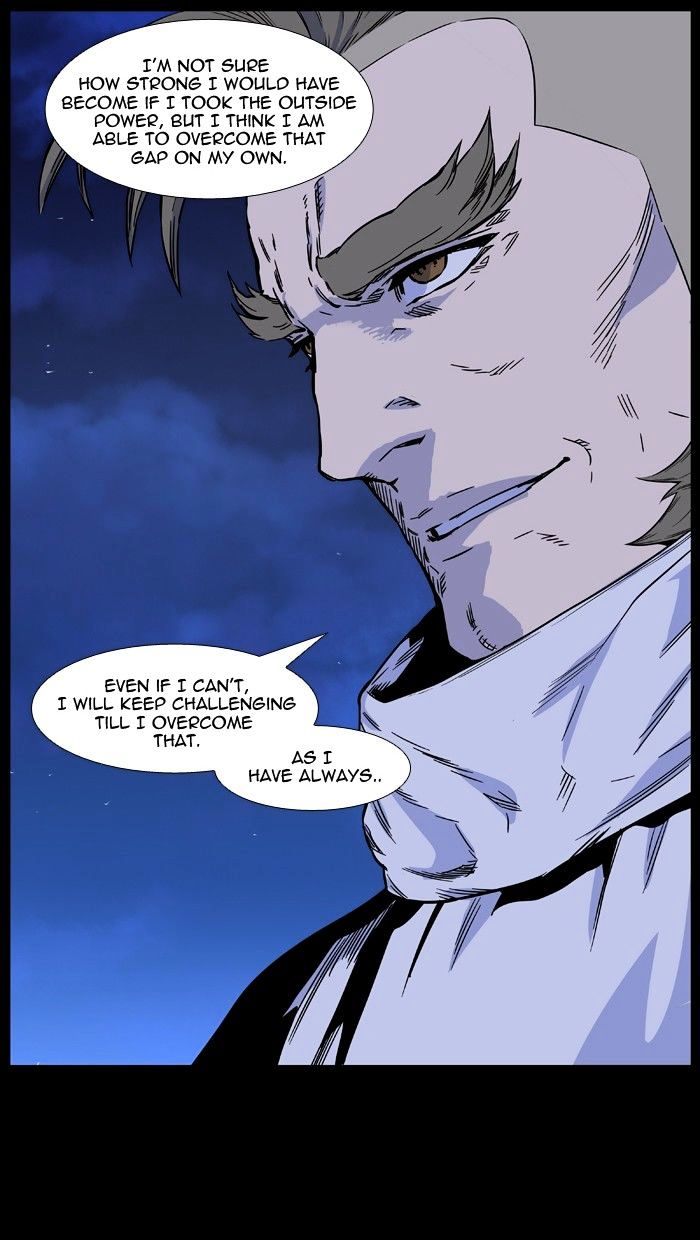 I'M NOT SURE
HOW STRONG I WOULD HAVE
BECOME IF I TOOK THE OUTSIDE
POWER, BUT I THINK I AM
ABLE TO OVERCOME THAT
GAP ON MY OWN.
EVEN IF I CAN'T,
I WILL KEEP CHALLENGING
TILL I OVERCOME
THAT.
AS I
HAVE ALWAYS..